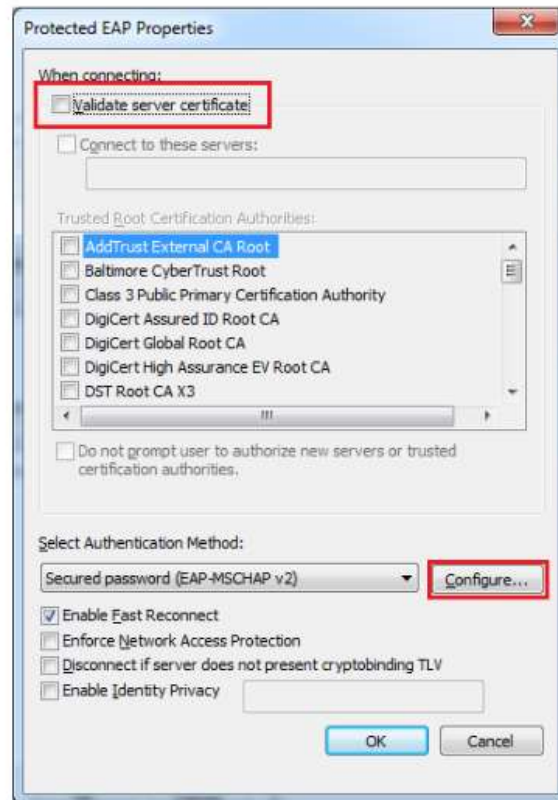 Protected EAP Properties
When connecting:
Validate server certificate
Connect to these servers:
Trusted Root Certification Authorities:
AddTrust External CA Root
Baltimore CyberTrust Root
Class 3 Public Primary Certification Authority
DigiCert Assured ID Root CA
DigiCert Global Root CA
DigiCert High Assurance EV Root CA
DST Root CA X3
Do not prompt user to authorize new servers or trusted
certification authorities.
Select Authentication Method:
Secured password (EAP-MSCHAP v2) Configure...
Enable Fast Reconnect
Enforce Network Access Protection
Disconnect if server does not present cryptobinding TLV
Enable Identity Privacy
OK Cancel